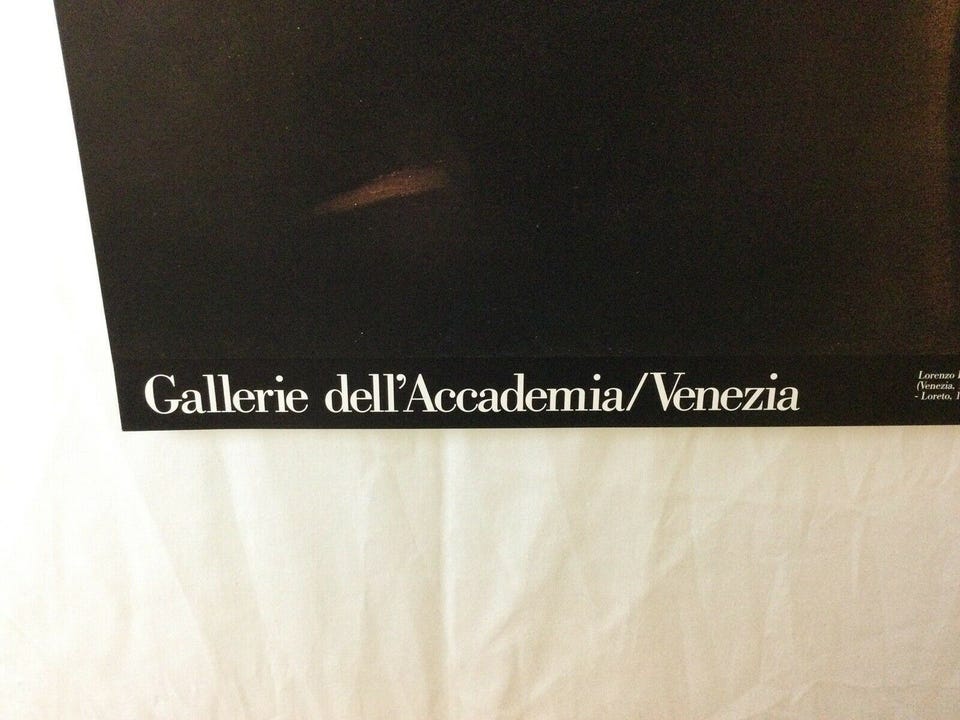 Gallerie dell'Accademia/Venezia
Lorenzo
(Venezia,
- Loreto,